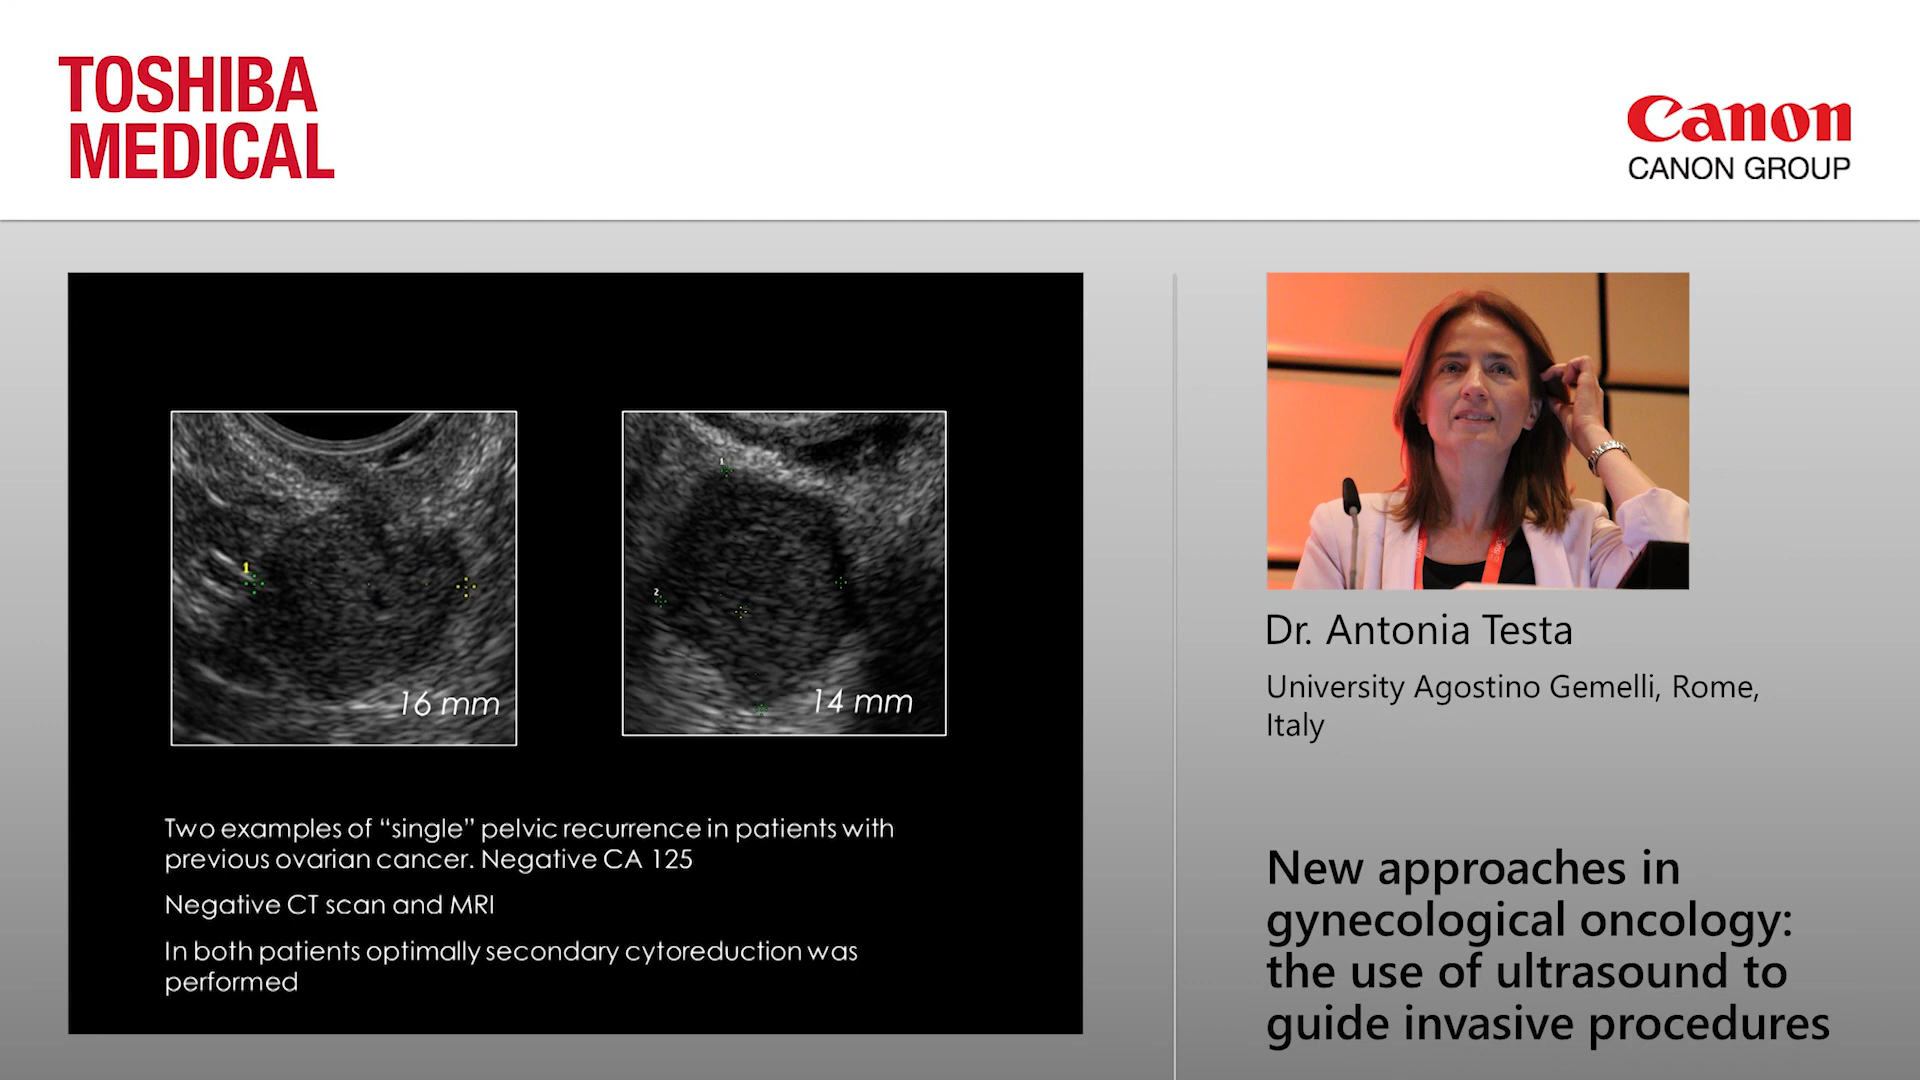 TOSHIBA
MEDICAL
Canon
CANON GROUP
1
16 mm
1
2
14 mm
Two examples of “single” pelvic recurrence in patients with
previous ovarian cancer. Negative CA 125
Negative CT scan and MRI
In both patients optimally secondary cytoreduction was
performed
Dr. Antonia Testa
University Agostino Gemelli, Rome,
Italy
New approaches in
gynecological oncology:
the use of ultrasound to
guide invasive procedures